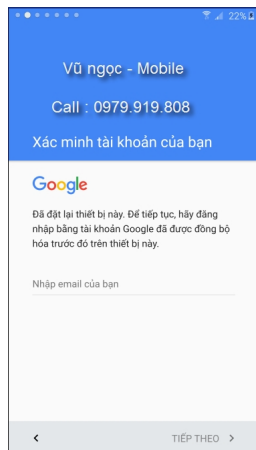 22%
Vũ ngọc - Mobile
Call : 0979.919.808
Xác minh tài khoản của bạn
Google
Đã đặt lại thiết bị này. Để tiếp tục, hãy đăng
nhập bằng tài khoản Google đã được đồng bộ
hóa trước đó trên thiết bị này.
Nhập email của bạn
TIẾP THEO